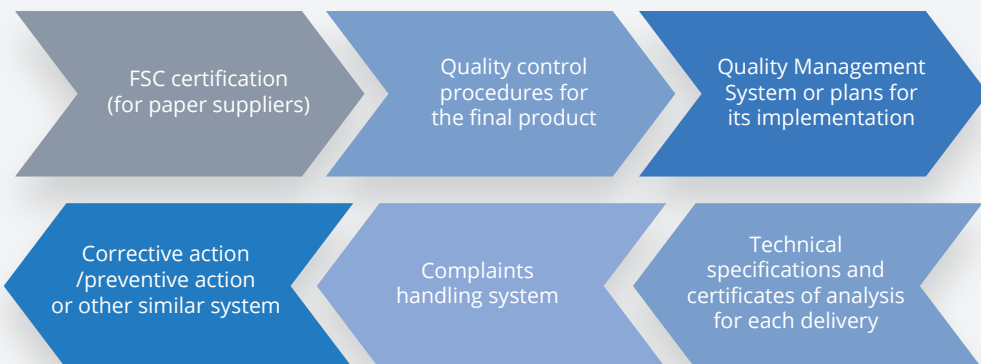 FSC certification
(for paper suppliers)
Quality control
procedures for
the final product
Quality Management
System or plans for
its implementation
Technical
specifications and
certificates of analysis
for each delivery
Complaints
handling system
Corrective action
/preventive action
or other similar system